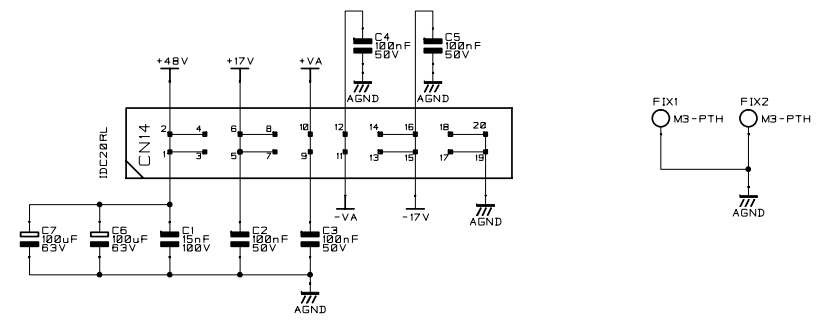 C4
100nF
50V
C5
100nF
50V
+48V
+17V
+VA
AGND
AGND
FIX1
M3-PTH
FIX2
M3-PTH
IDC20RL
CN14
2 4 6 8 10 12 14 16 18 20
1 3 5 7 9 11 13 15 17 19
-VA
-17V
AGND
AGND
C7
100uF
63V
C6
100uF
63V
C1
15nF
100V
C2
100nF
50V
C3
100nF
50V
AGND